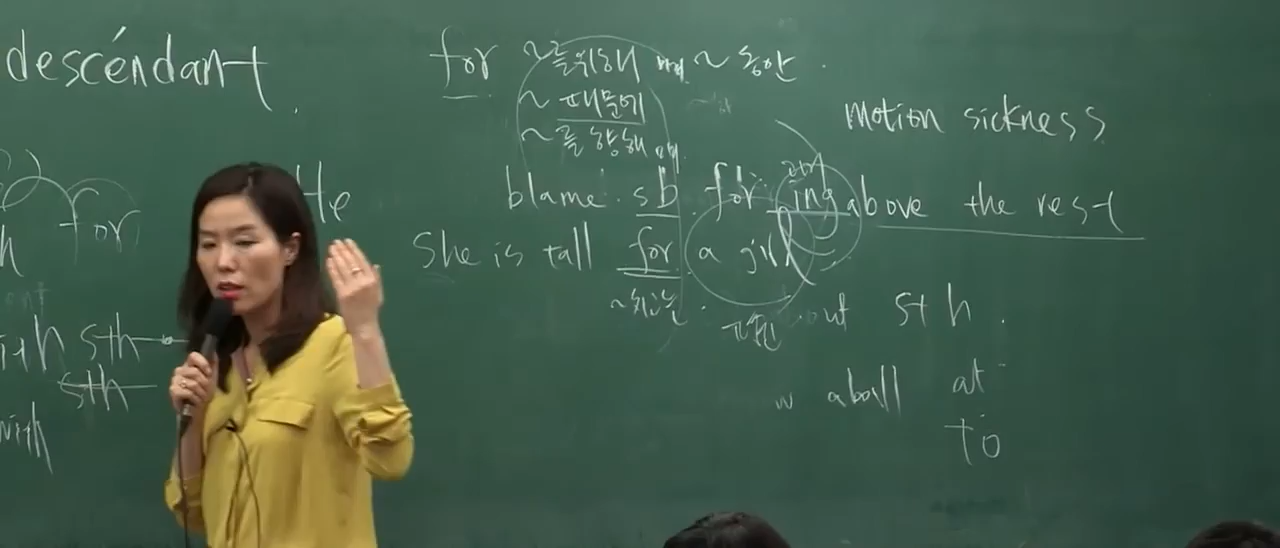 descéndant
for ~를위해 ~동안
~때문에
~를 향해
motion sickness
for
He
blame sb for ing above the rest
She is tall for a girl
~치고는
out sth
sth
sth
a ball at
to
with